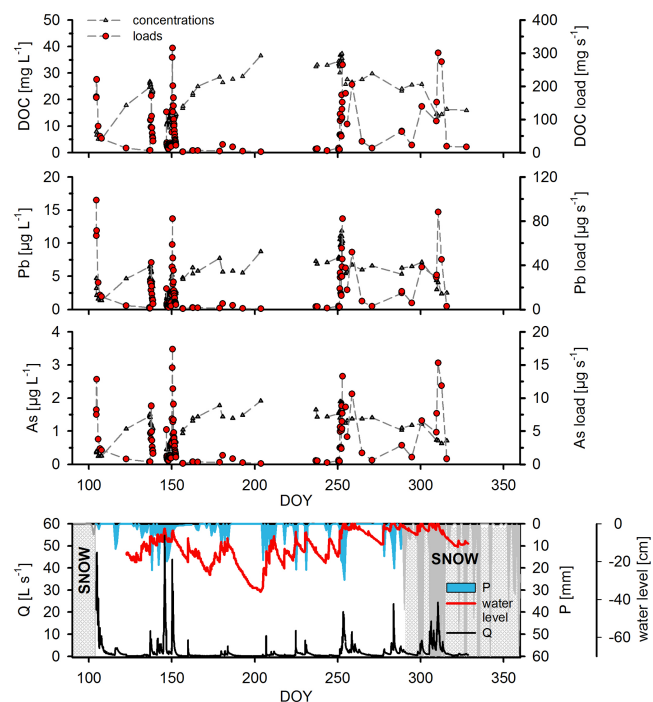 concentrations
loads
DOC [mg L⁻¹]
50
40
30
20
10
0
400
300
200
100
0
DOC load [mg s⁻¹]
Pb [µg L⁻¹]
20
15
10
5
0
120
80
40
0
Pb load [µg s⁻¹]
As [µg L⁻¹]
4
3
2
1
0
20
15
10
5
0
As load [µg s⁻¹]
100 150 200 250 300 350
DOY
Q [L s⁻¹]
60
50
40
30
20
10
0
SNOW
SNOW
P
water
level
Q
0
10
20
30
40
50
60
P [mm]
0
-20
-40
-60
water level [cm]
100 150 200 250 300 350
DOY